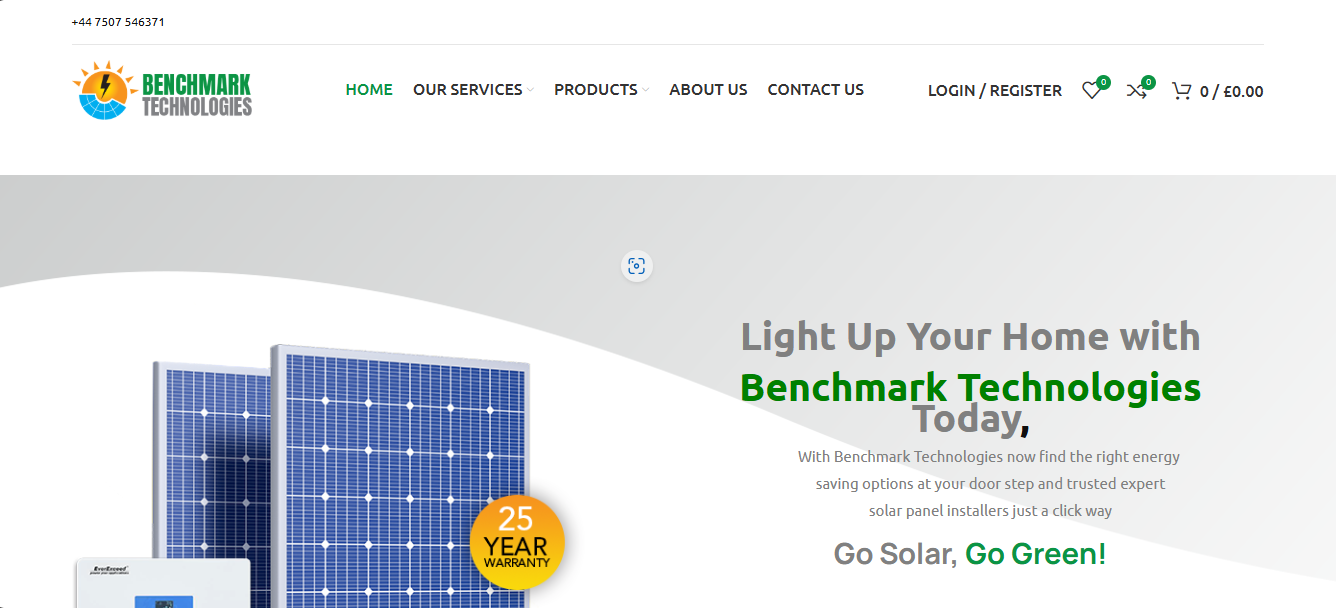 +44 7507 546371
BENCHMARK
TECHNOLOGIES
HOME OUR SERVICES PRODUCTS ABOUT US CONTACT US LOGIN / REGISTER 0 0 0 / £0.00
Light Up Your Home with
Benchmark Technologies
Today,
With Benchmark Technologies now find the right energy
saving options at your door step and trusted expert
solar panel installers just a click way
Go Solar, Go Green!
25
YEAR
WARRANTY
EverExceed
power your applications